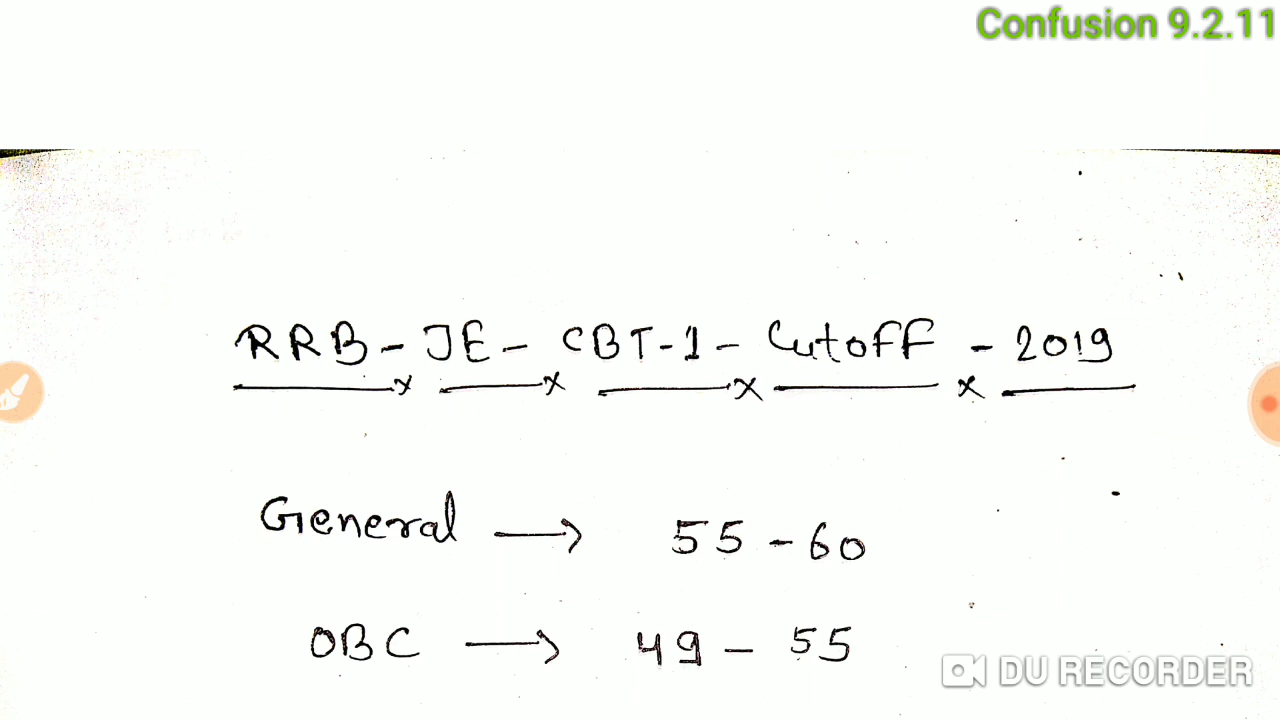 Confusion 9.2.11
RRB - JE - CBT-1 - Cutoff - 2019
General → 55 - 60
OBC → 49 - 55
DU RECORDER